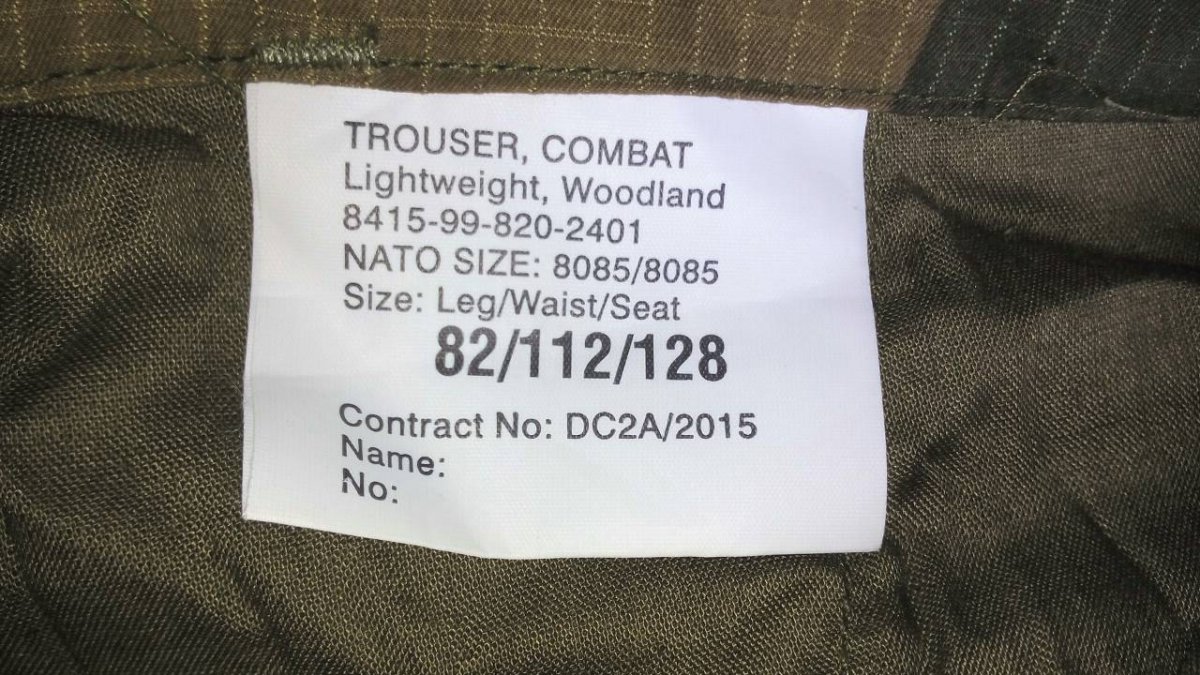 TROUSER, COMBAT
Lightweight, Woodland
8415-99-820-2401
NATO SIZE: 8085/8085
Size: Leg/Waist/Seat
82/112/128
Contract No: DC2A/2015
Name:
No: